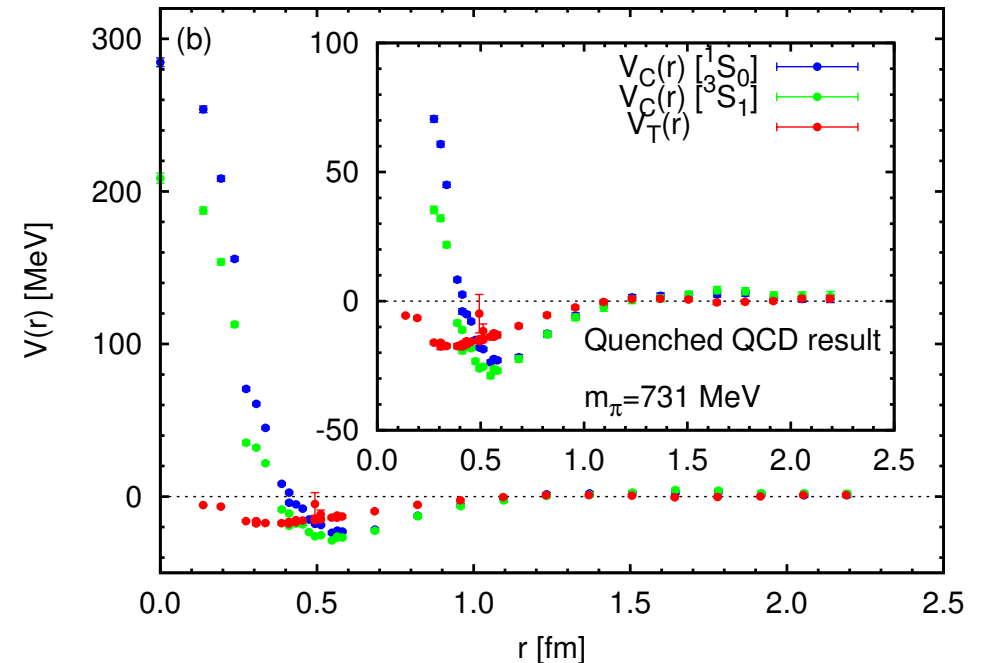 (b)
V(r) [MeV]
300
200
100
0
0.0 0.5 1.0 1.5 2.0 2.5
r [fm]
100
50
0
-50
0.0 0.5 1.0 1.5 2.0 2.5
V_C(r) [^1S_0]
V_C(r) [^3S_1]
V_T(r)
Quenched QCD result
m_π=731 MeV